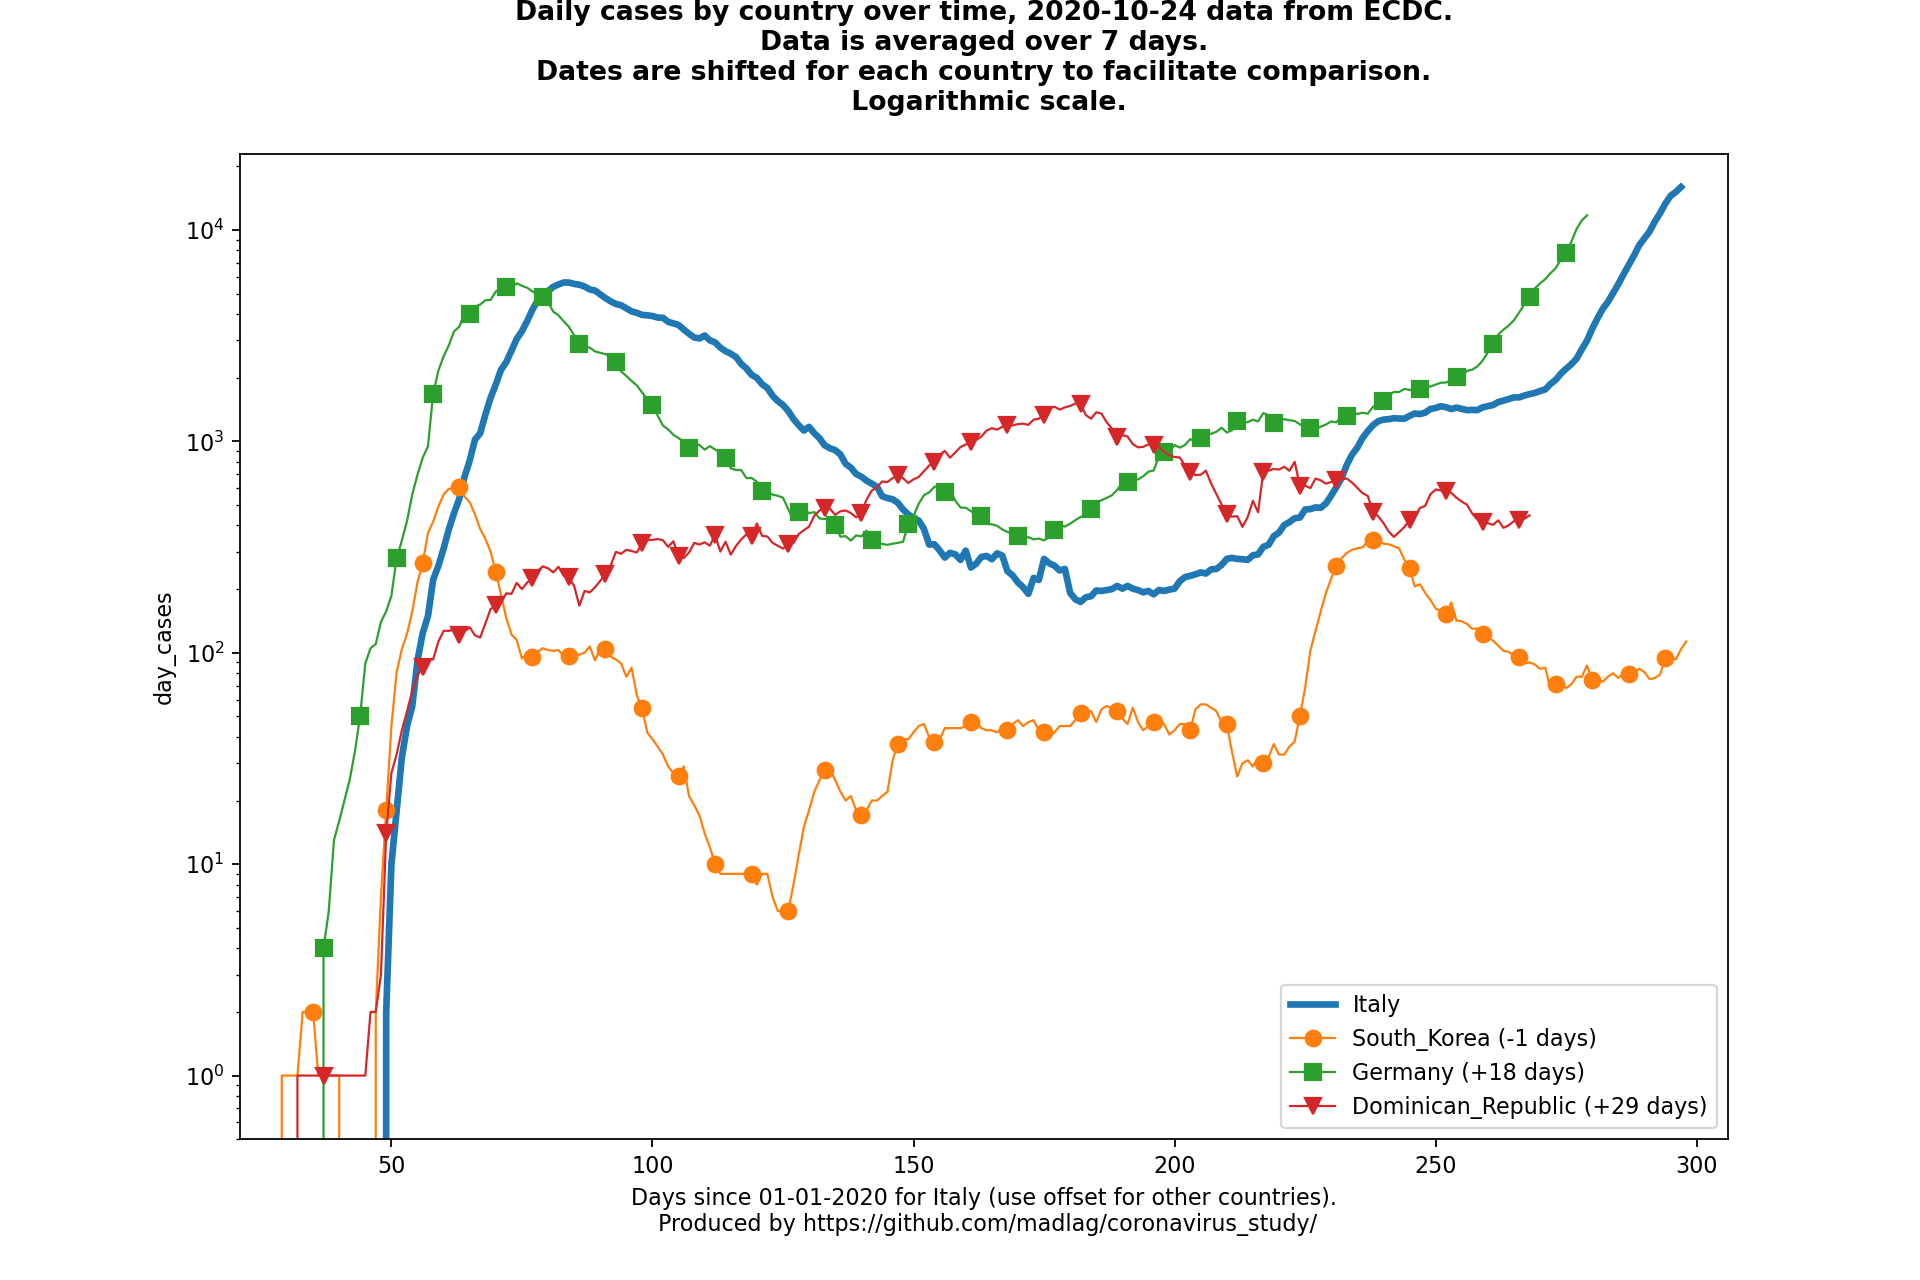 Daily cases by country over time, 2020-10-24 data from ECDC.
Data is averaged over 7 days.
Dates are shifted for each country to facilitate comparison.
Logarithmic scale.
10^4
10^3
10^2
10^1
10^0
day_cases
Italy
South_Korea (-1 days)
Germany (+18 days)
Dominican_Republic (+29 days)
50 100 150 200 250 300
Days since 01-01-2020 for Italy (use offset for other countries).
Produced by https://github.com/madlag/coronavirus_study/